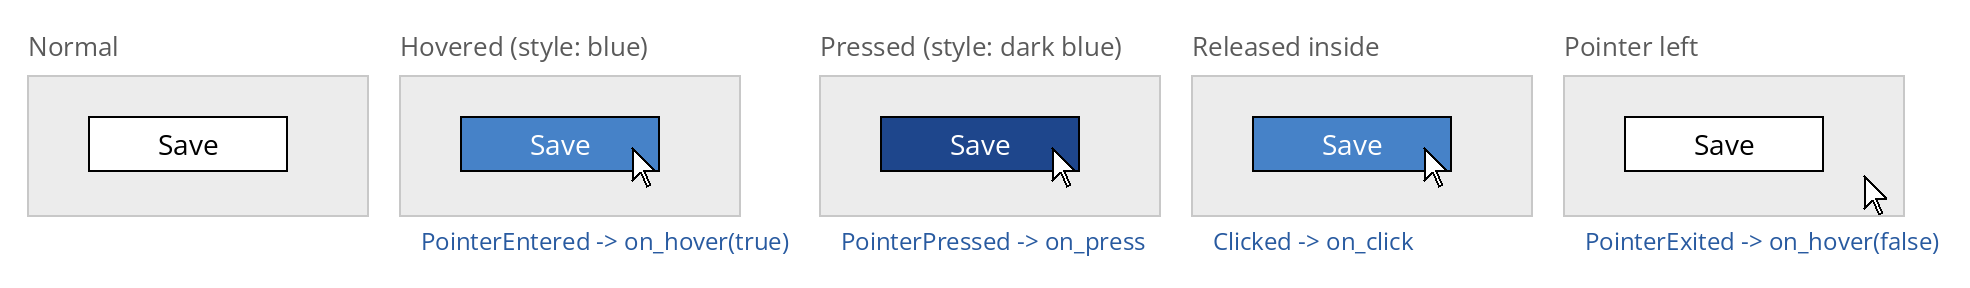 Normal
Save
Hovered (style: blue)
Save
PointerEntered -> on_hover(true)
Pressed (style: dark blue)
Save
PointerPressed -> on_press
Released inside
Save
Clicked -> on_click
Pointer left
Save
PointerExited -> on_hover(false)